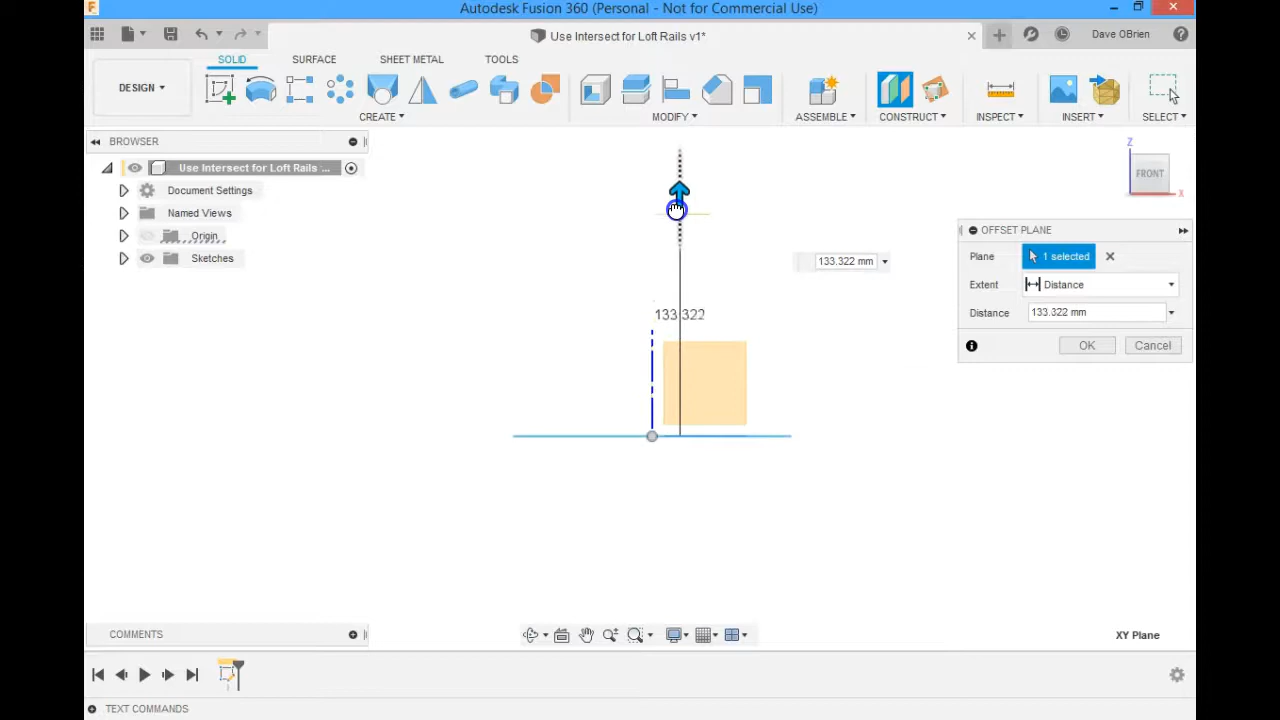 Autodesk Fusion 360 (Personal - Not for Commercial Use)
Use Intersect for Loft Rails v1*
Dave OBrien
SOLID SURFACE SHEET METAL TOOLS
DESIGN
CREATE MODIFY ASSEMBLE CONSTRUCT INSPECT INSERT SELECT
BROWSER
Use Intersect for Loft Rails ...
Document Settings
Named Views
Origin
Sketches
Z
FRONT
X
OFFSET PLANE
Plane 1 selected
Extent Distance
Distance 133.322 mm
OK Cancel
133.322 mm
133.322
COMMENTS
XY Plane
TEXT COMMANDS